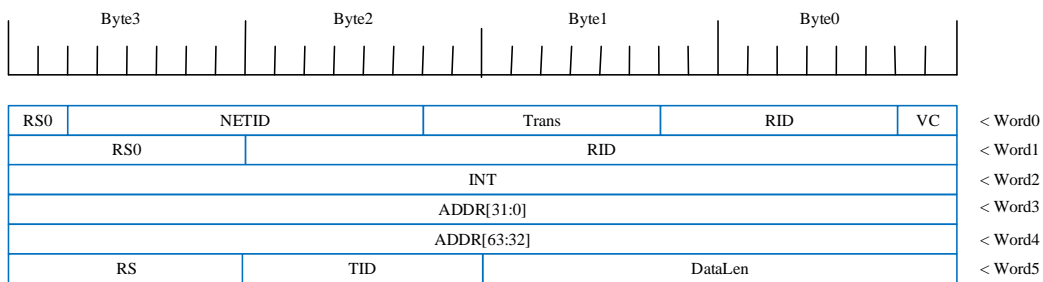 Byte3 Byte2 Byte1 Byte0
RS0 NETID Trans RID VC < Word0
RS0 RID < Word1
INT < Word2
ADDR[31:0] < Word3
ADDR[63:32] < Word4
RS TID DataLen < Word5